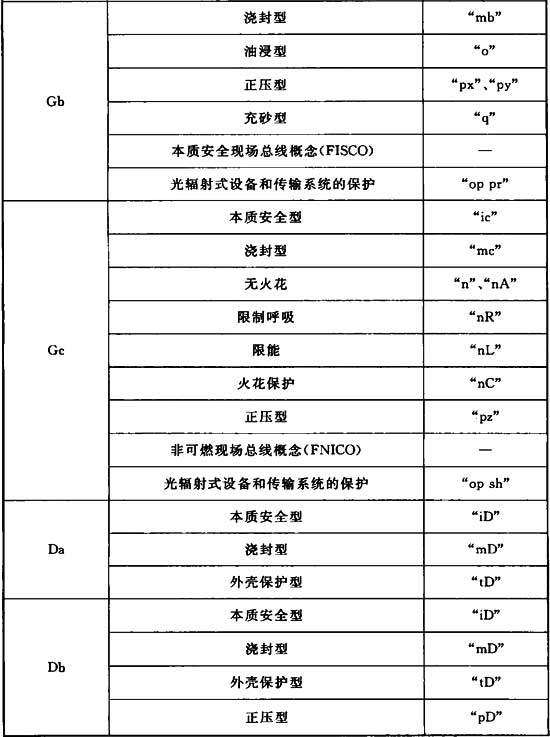 Gb
浇封型 “mb”
油浸型 “o”
正压型 “px”、“py”
充砂型 “q”
本质安全现场总线概念(FISCO) —
光辐射式设备和传输系统的保护 “op pr”
Gc
本质安全型 “ic”
浇封型 “mc”
无火花 “n”、“nA”
限制呼吸 “nR”
限能 “nL”
火花保护 “nC”
正压型 “pz”
非可燃现场总线概念(FNICO) —
光辐射式设备和传输系统的保护 “op sh”
Da
本质安全型 “iD”
浇封型 “mD”
外壳保护型 “tD”
Db
本质安全型 “iD”
浇封型 “mD”
外壳保护型 “tD”
正压型 “pD”